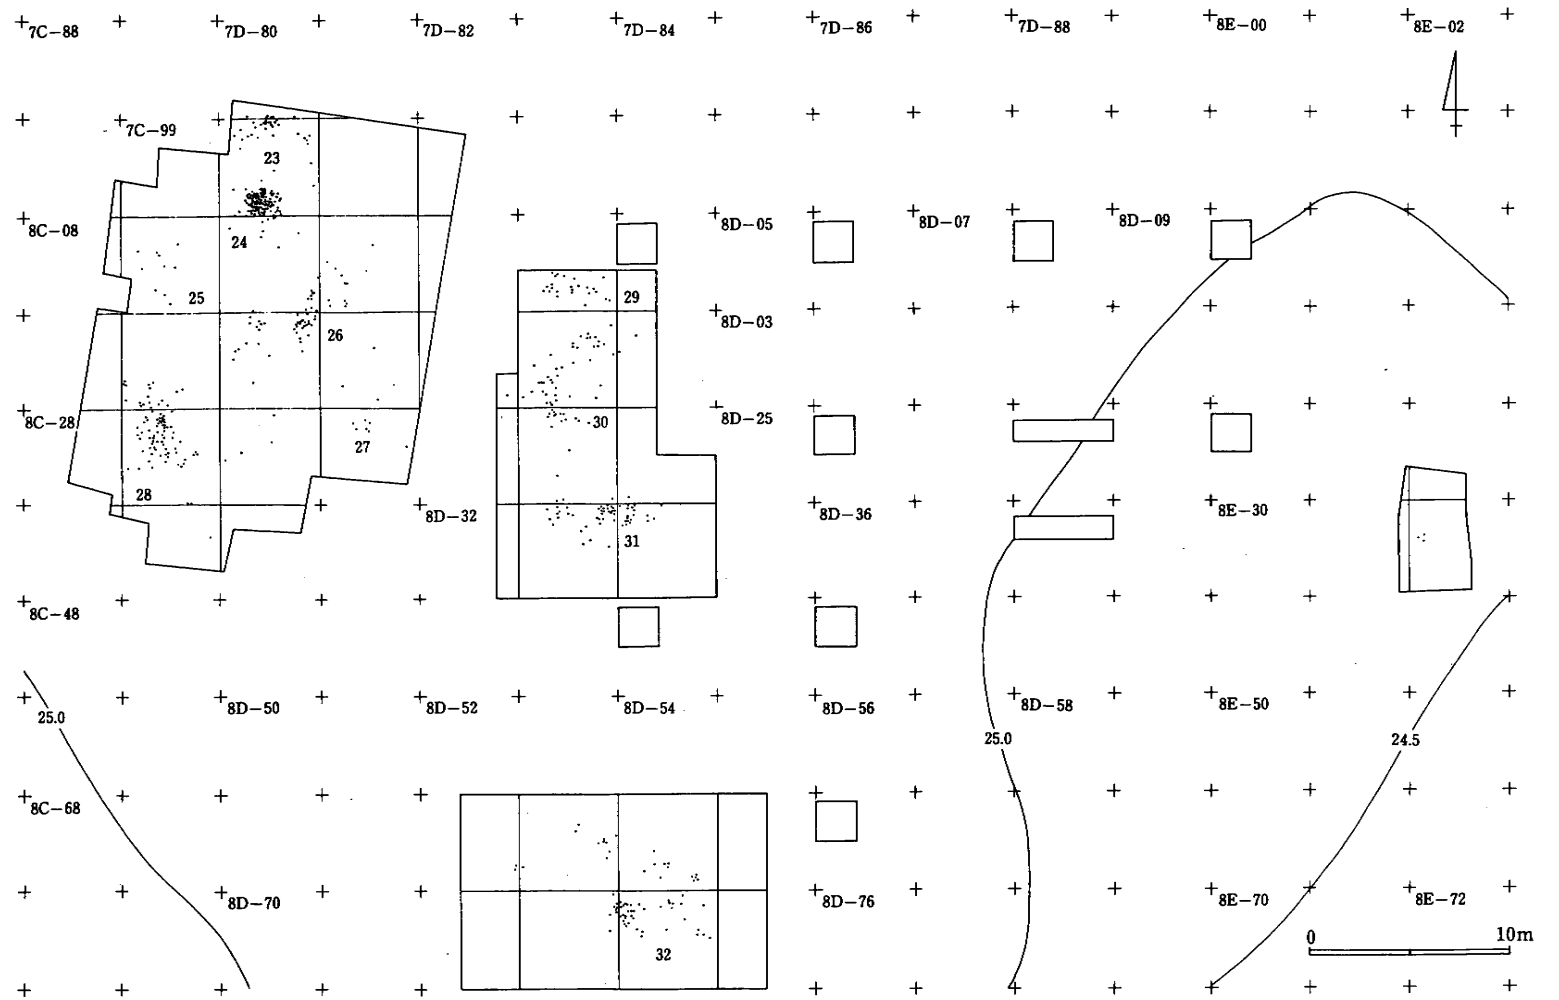 7C-88 7D-80 7D-82 7D-84 7D-86 7D-88 8E-00 8E-02
7C-99
23
8C-08 24 8D-05 8D-07 8D-09
25 29
26 8D-03
8C-28 30 8D-25
27
28
8D-32 31 8D-36 8E-30
8C-48
25.0 8D-50 8D-52 8D-54 8D-56 8D-58 8E-50
25.0 24.5
8C-68
8D-70 8D-76 8E-70 8E-72
32
0 10m